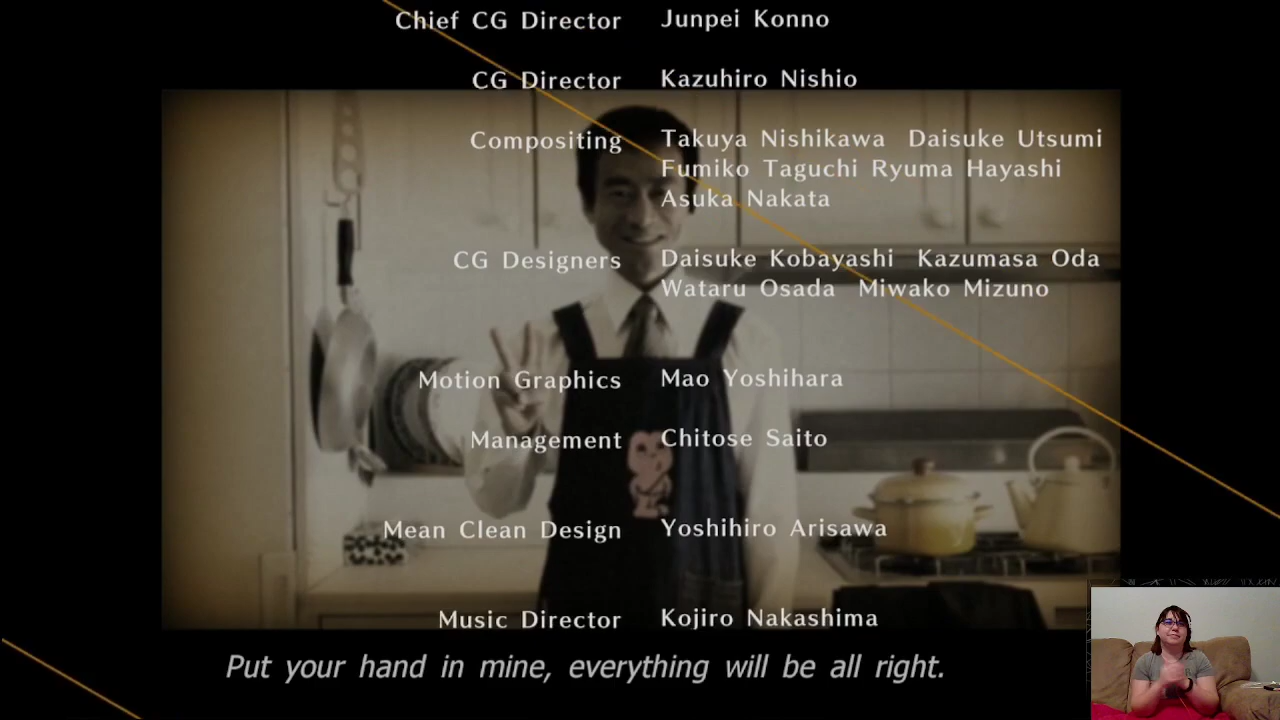 Chief CG Director Junpei Konno
CG Director Kazuhiro Nishio
Compositing Takuya Nishikawa Daisuke Utsumi
Fumiko Taguchi Ryuma Hayashi
Asuka Nakata
CG Designers Daisuke Kobayashi Kazumasa Oda
Wataru Osada Miwako Mizuno
Motion Graphics Mao Yoshihara
Management Chitose Saito
Mean Clean Design Yoshihiro Arisawa
Music Director Kojiro Nakashima
Put your hand in mine, everything will be all right.